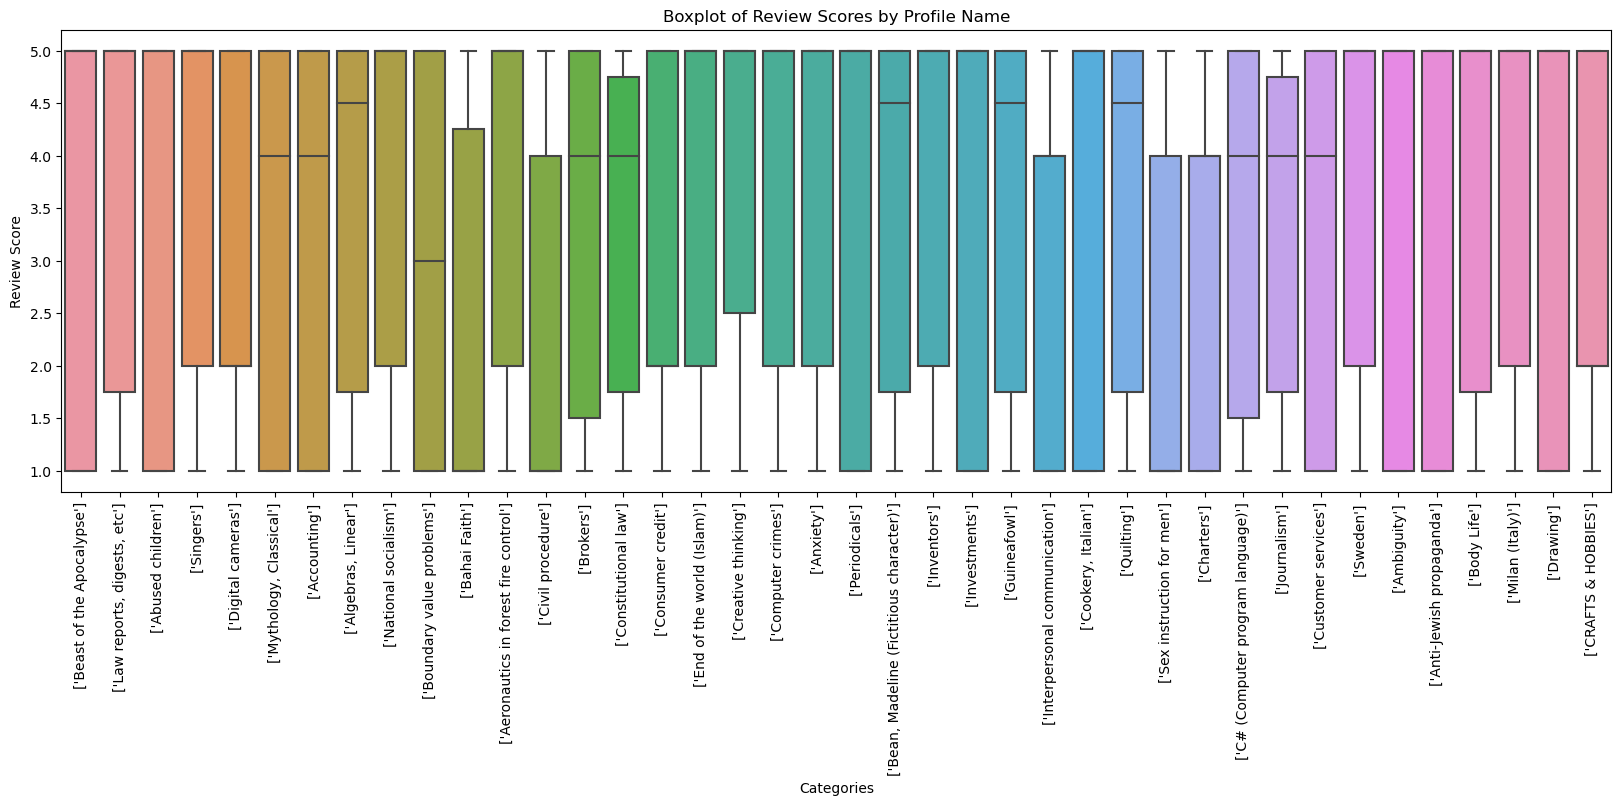 Boxplot of Review Scores by Profile Name
Review Score
5.0
4.5
4.0
3.5
3.0
2.5
2.0
1.5
1.0
['Beast of the Apocalypse']
['Law reports, digests, etc']
['Abused children']
['Singers']
['Digital cameras']
['Mythology, Classical']
['Accounting']
['Algebras, Linear']
['National socialism']
['Boundary value problems']
['Bahai Faith']
['Aeronautics in forest fire control']
['Civil procedure']
['Brokers']
['Constitutional law']
['Consumer credit']
['End of the world (Islam)']
['Creative thinking']
['Computer crimes']
['Anxiety']
['Periodicals']
['Bean, Madeline (Fictitious character)']
['Inventors']
['Investments']
['Guineafowl']
['Interpersonal communication']
['Cookery, Italian']
['Quilting']
['Sex instruction for men']
['Charters']
['C# (Computer program language)']
['Journalism']
['Customer services']
['Sweden']
['Ambiguity']
['Anti-Jewish propaganda']
['Body Life']
['Milan (Italy)']
['Drawing']
['CRAFTS & HOBBIES']
Categories